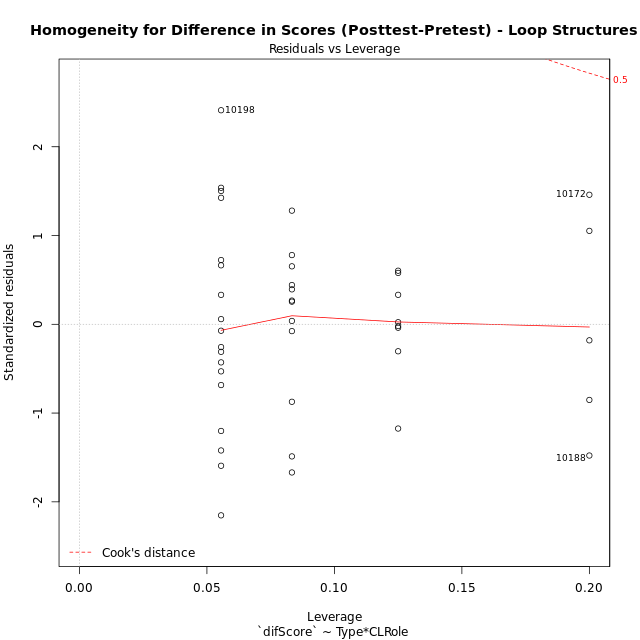 Homogeneity for Difference in Scores (Posttest-Pretest) - Loop Structures
Residuals vs Leverage
0.5
10198
10172
10188
2
1
0
-1
-2
Standardized residuals
Cook's distance
0.00 0.05 0.10 0.15 0.20
Leverage
`difScore` ~ Type*CLRole